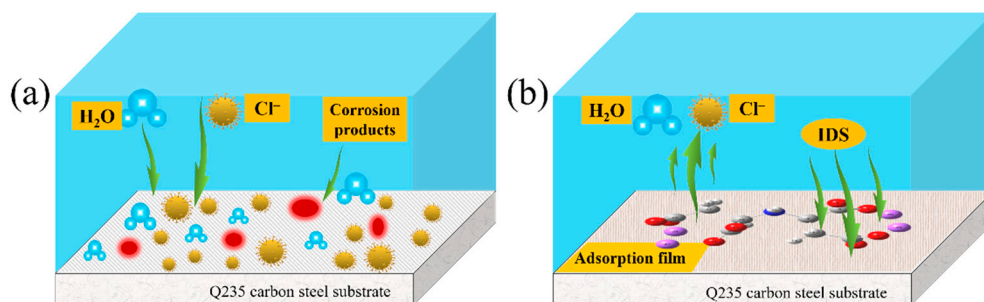 (a)
H₂O
Cl⁻
Corrosion
products
Q235 carbon steel substrate
(b)
H₂O
Cl⁻
IDS
Adsorption film
Q235 carbon steel substrate